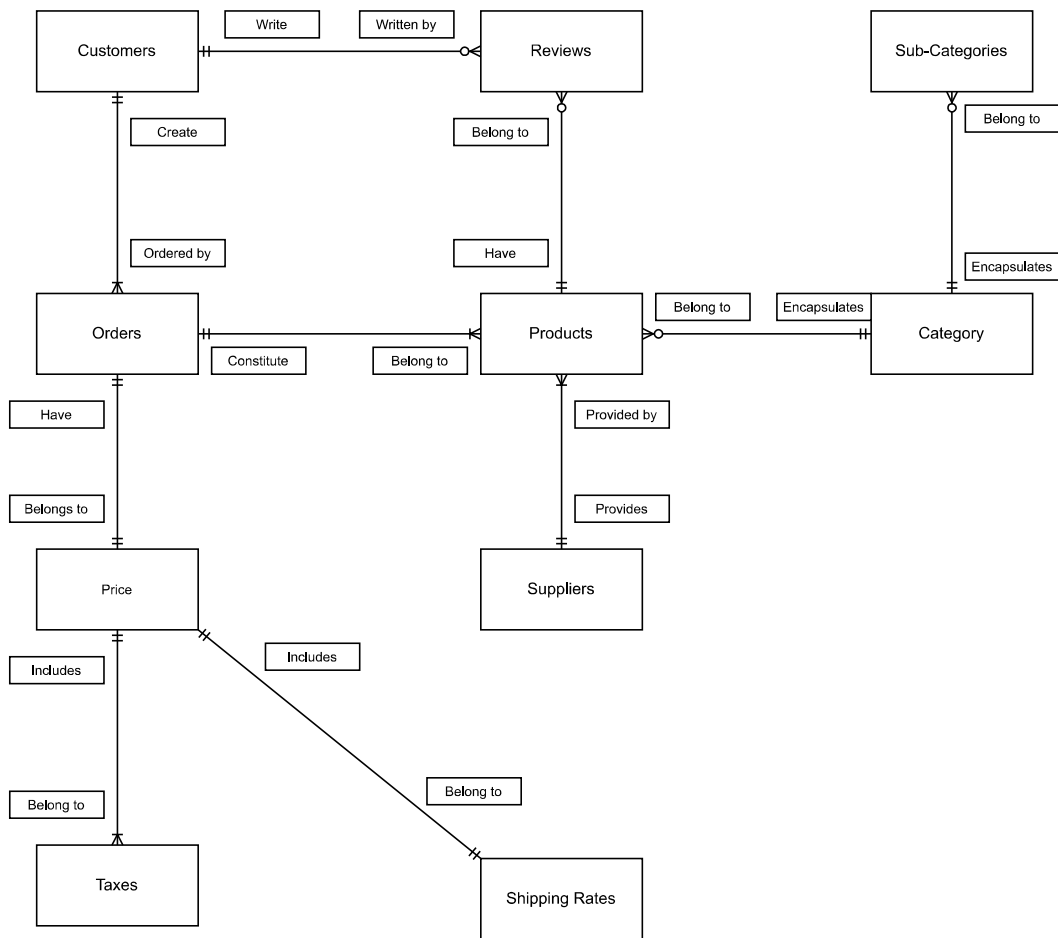 Customers
Write
Written by
Reviews
Sub-Categories
Create
Belong to
Belong to
Ordered by
Have
Encapsulates
Orders
Constitute
Belong to
Products
Belong to
Encapsulates
Category
Have
Provided by
Belongs to
Provides
Price
Suppliers
Includes
Includes
Belong to
Belong to
Taxes
Shipping Rates